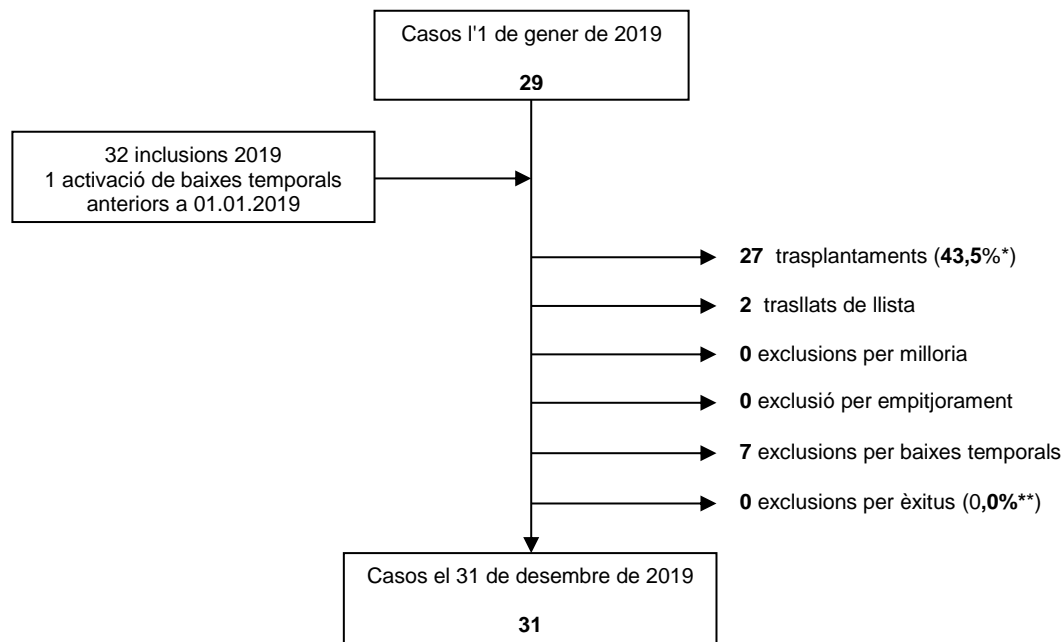 Casos l'1 de gener de 2019
29
32 inclusions 2019
1 activació de baixes temporals
anteriors a 01.01.2019
27 trasplantaments (43,5%*)
2 trasllats de llista
0 exclusions per milloria
0 exclusió per empitjorament
7 exclusions per baixes temporals
0 exclusions per èxitus (0,0%**)
Casos el 31 de desembre de 2019
31